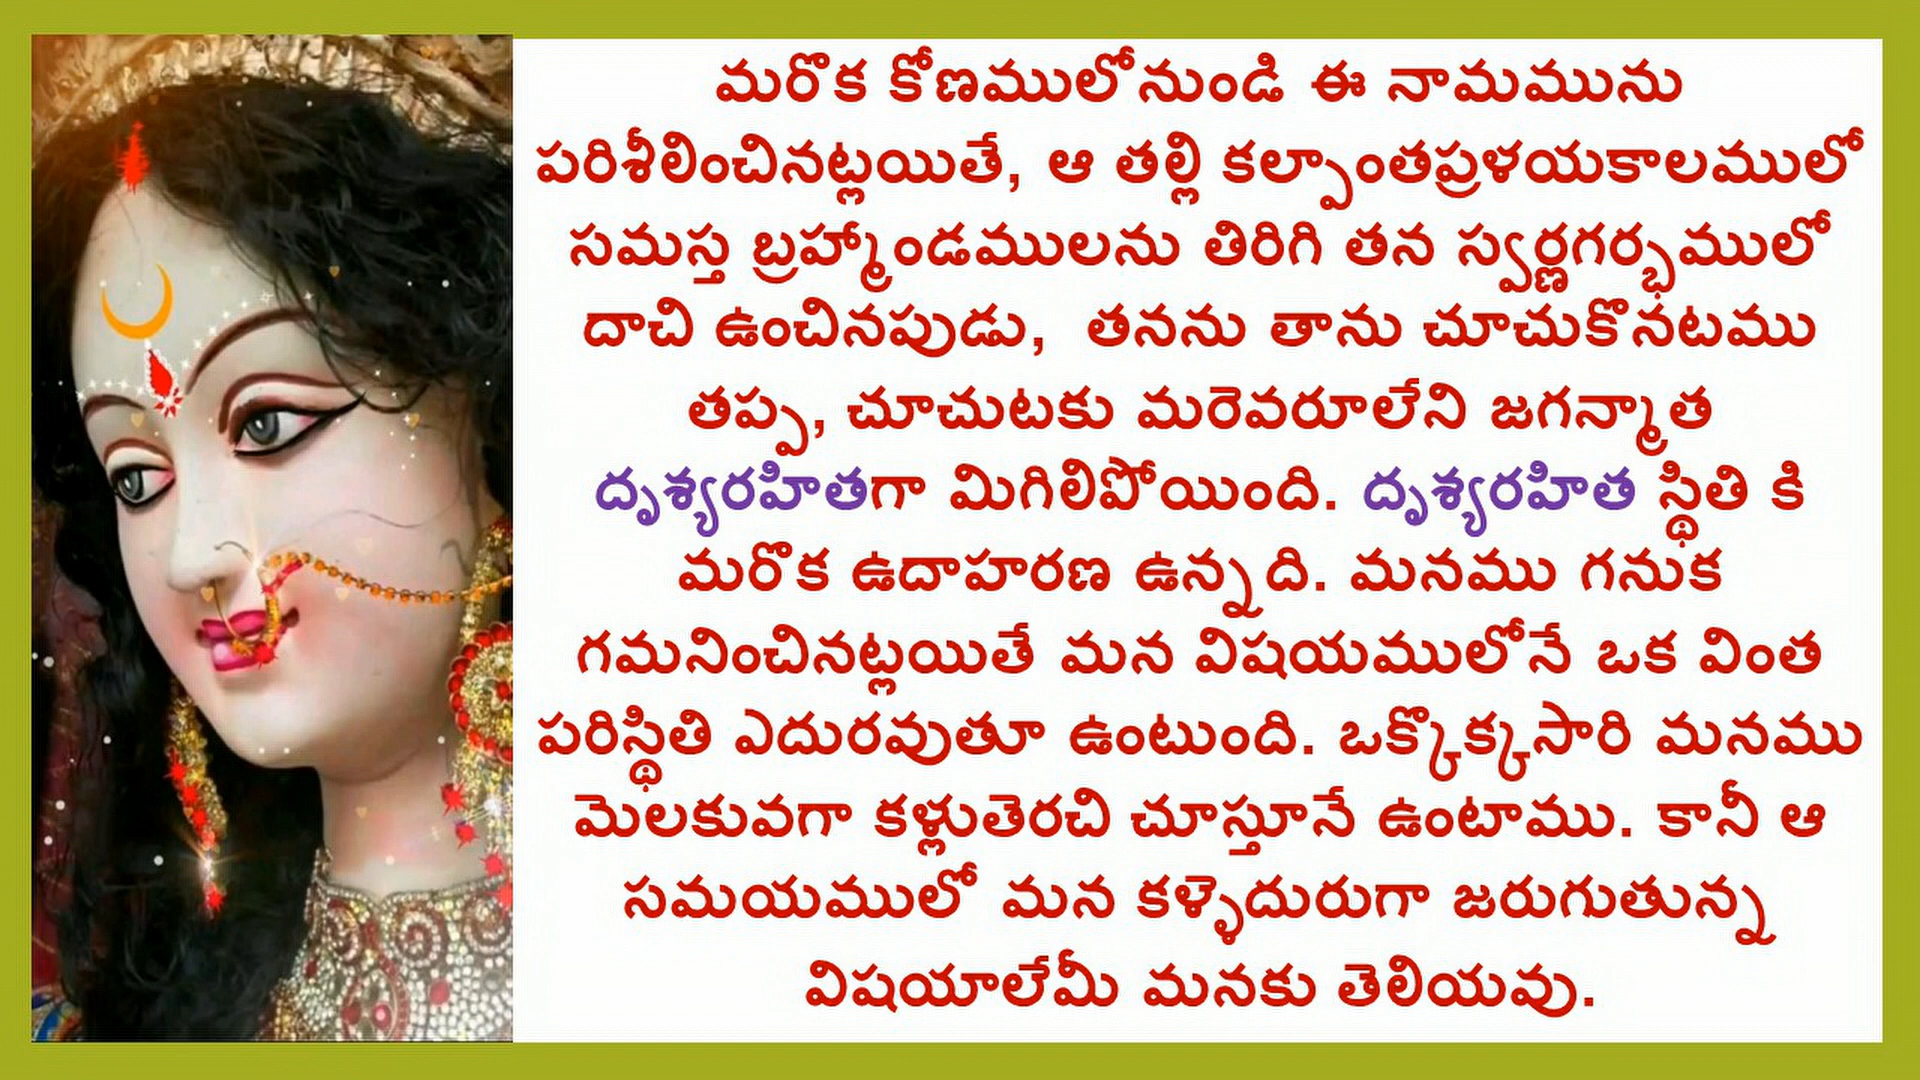 మరొక కోణములోనుండి ఈ నామమును
పరిశీలించినట్లయితే, ఆ తల్లి కల్పాంతప్రళయకాలములో
సమస్త బ్రహ్మాండములను తిరిగి తన స్వర్ణగర్భములో
దాచి ఉంచినపుడు, తనను తాను చూచుకొనటము
తప్ప, చూచుటకు మరెవరూలేని జగన్మాత
దృశ్యరహితగా మిగిలిపోయింది. దృశ్యరహిత స్థితి కి
మరొక ఉదాహరణ ఉన్నది. మనము గనుక
గమనించినట్లయితే మన విషయములోనే ఒక వింత
పరిస్థితి ఎదురవుతూ ఉంటుంది. ఒక్కొక్కసారి మనము
మెలకువగా కళ్లుతెరచి చూస్తూనే ఉంటాము. కానీ ఆ
సమయములో మన కళ్ళెదురుగా జరుగుతున్న
విషయాలేమీ మనకు తెలియవు.